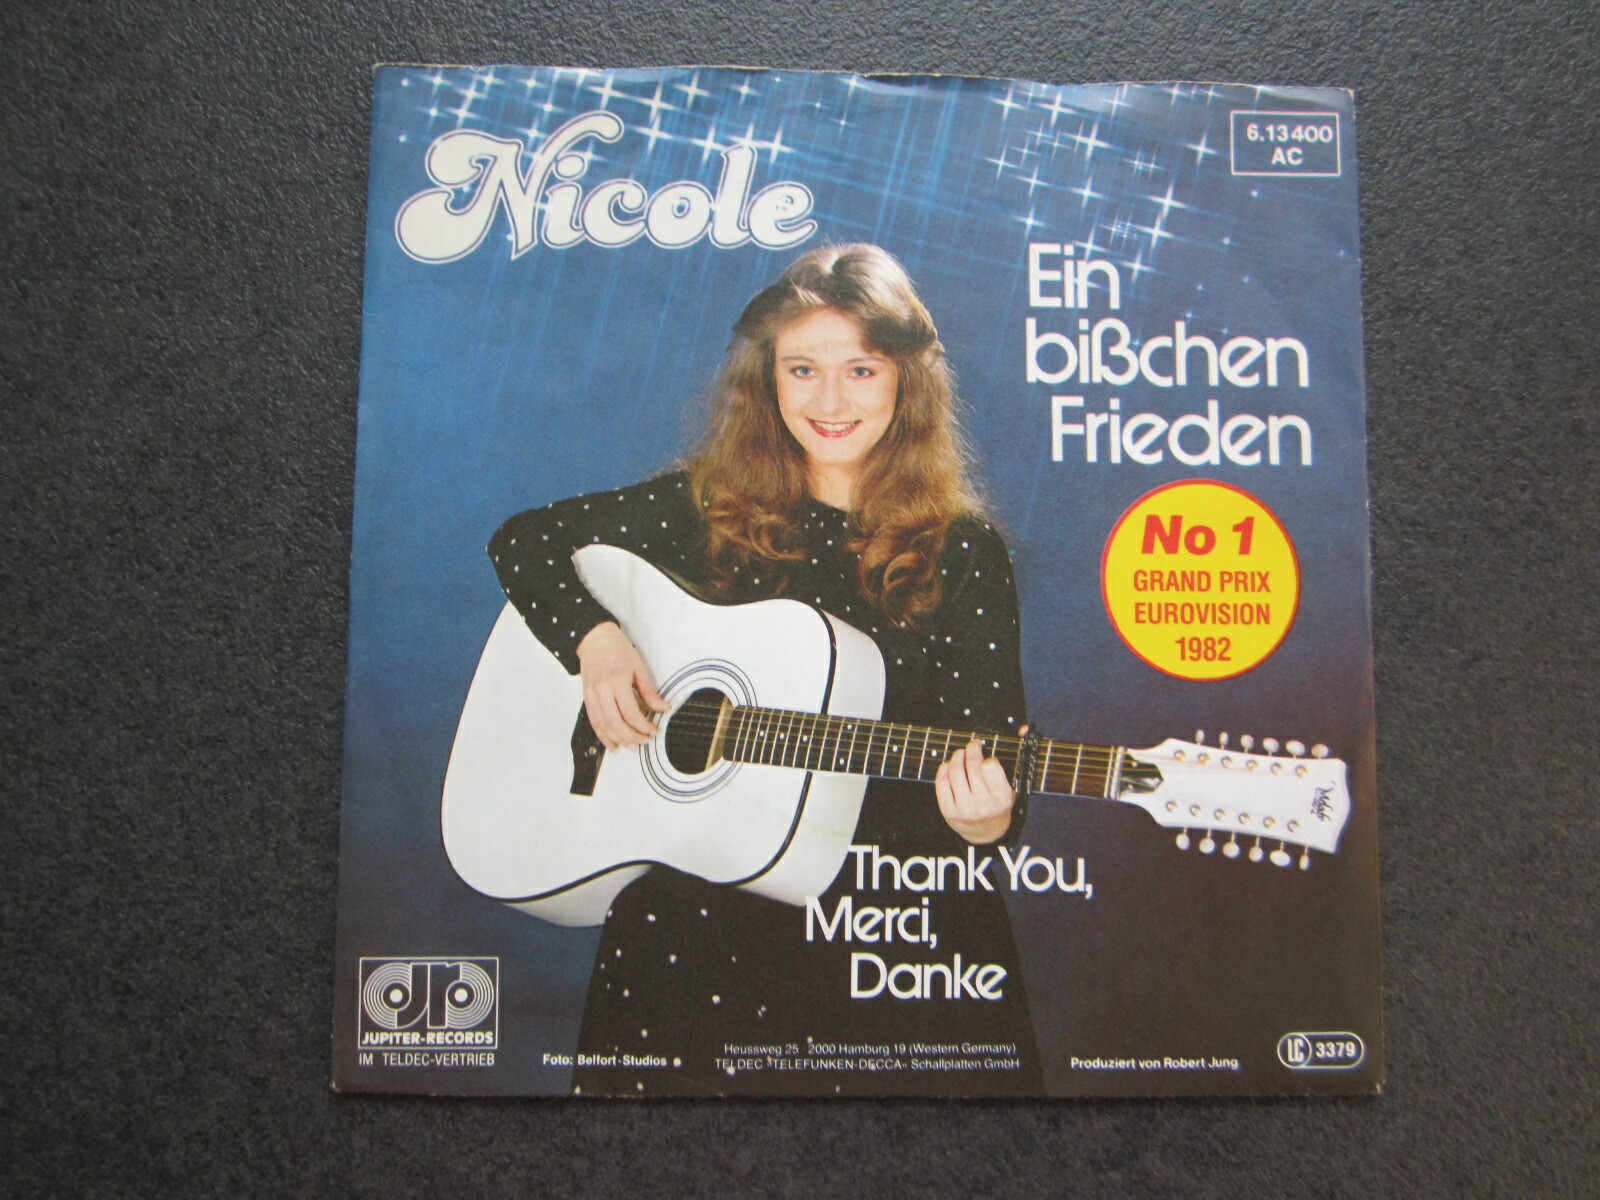 Nicole
6.13400
AC
Ein
bißchen
Frieden
No 1
GRAND PRIX
EUROVISION
1982
Thank You,
Merci,
Danke
JUPITER-RECORDS
IM TELDEC-VERTRIEB
Foto: Belfort-Studios
Heussweg 25 2000 Hamburg 19 (Western Germany)
TELDEC »TELEFUNKEN-DECCA« Schallplatten GmbH
Produziert von Robert Jung
LC 3379